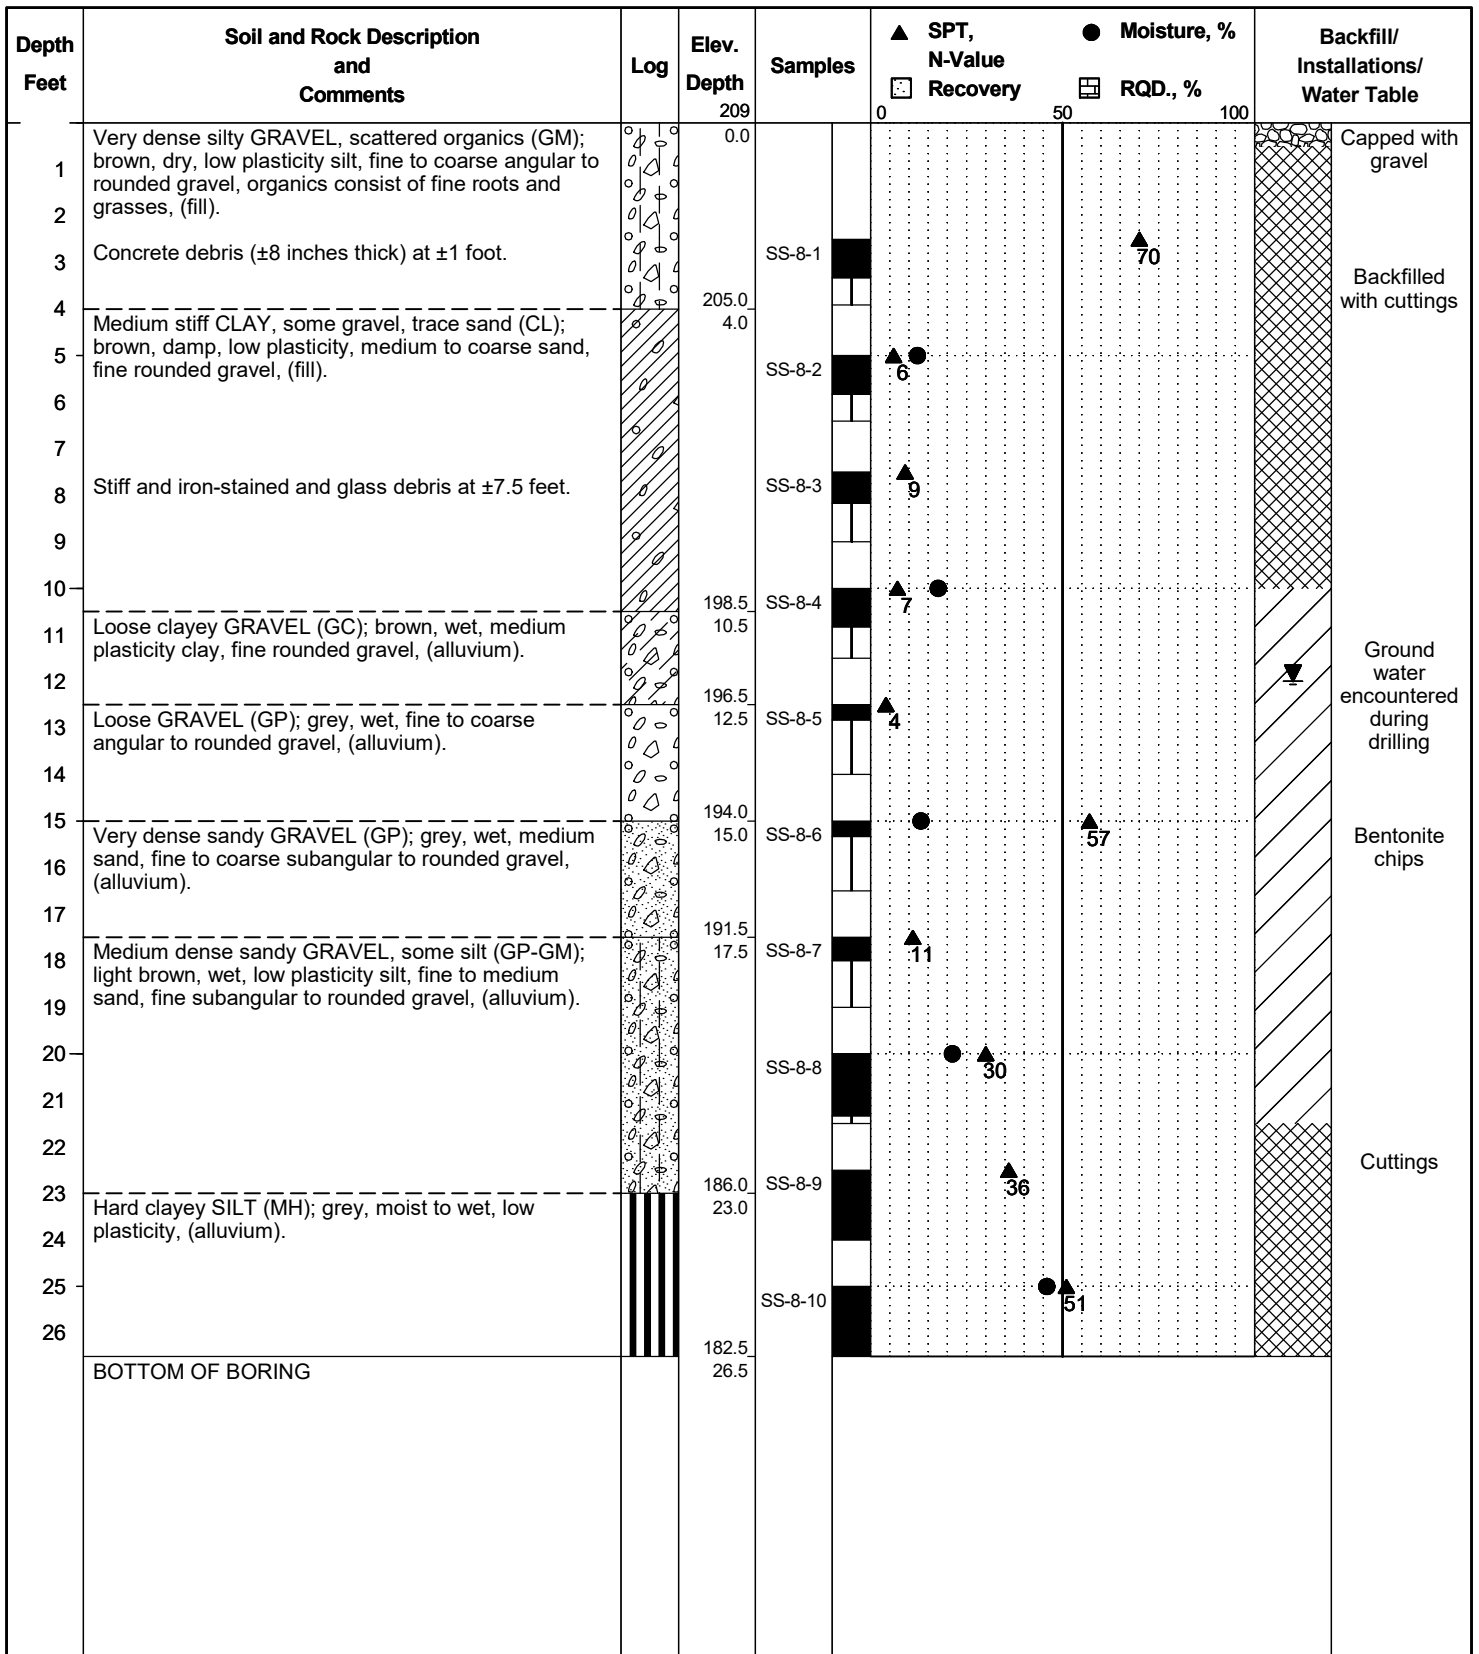 Depth
Feet
Soil and Rock Description
and
Comments
Log
Elev.
Depth
209
Samples
SPT,
N-Value
Moisture, %
Recovery
RQD., %
0 50 100
Backfill/
Installations/
Water Table
0.0
Very dense silty GRAVEL, scattered organics (GM);
brown, dry, low plasticity silt, fine to coarse angular to
rounded gravel, organics consist of fine roots and
grasses, (fill).
Capped with
gravel
1
2
Concrete debris (±8 inches thick) at ±1 foot.
SS-8-1
70
3
Backfilled
with cuttings
205.0
4
4.0
Medium stiff CLAY, some gravel, trace sand (CL);
brown, damp, low plasticity, medium to coarse sand,
fine rounded gravel, (fill).
5
SS-8-2
6
6
7
Stiff and iron-stained and glass debris at ±7.5 feet.
8
SS-8-3
9
9
10
SS-8-4
7
198.5
10.5
Loose clayey GRAVEL (GC); brown, wet, medium
plasticity clay, fine rounded gravel, (alluvium).
11
Ground
water
encountered
during
drilling
12
196.5
12.5
Loose GRAVEL (GP); grey, wet, fine to coarse
angular to rounded gravel, (alluvium).
SS-8-5
4
13
14
194.0
15
15.0
Very dense sandy GRAVEL (GP); grey, wet, medium
sand, fine to coarse subangular to rounded gravel,
(alluvium).
SS-8-6
57
Bentonite
chips
16
17
191.5
17.5
Medium dense sandy GRAVEL, some silt (GP-GM);
light brown, wet, low plasticity silt, fine to medium
sand, fine subangular to rounded gravel, (alluvium).
SS-8-7
11
18
19
20
SS-8-8
30
21
22
Cuttings
186.0
SS-8-9
36
23
23.0
Hard clayey SILT (MH); grey, moist to wet, low
plasticity, (alluvium).
24
25
SS-8-10
51
26
182.5
26.5
BOTTOM OF BORING